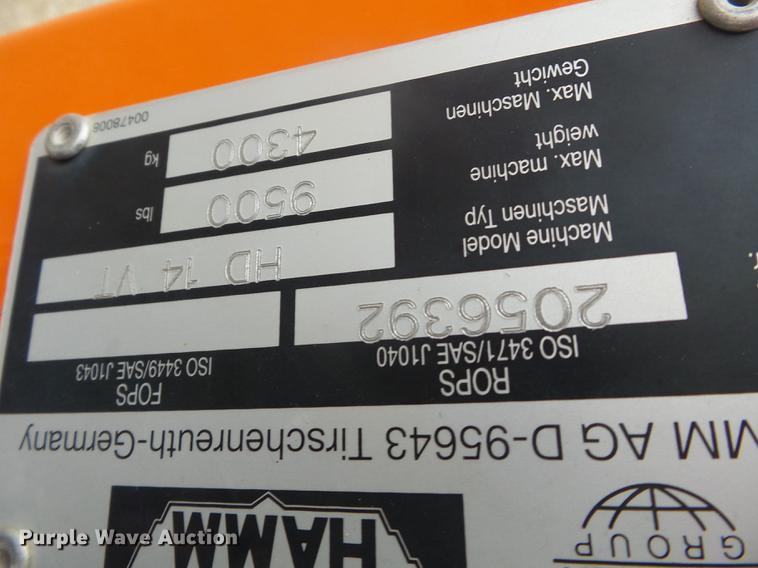 GROUP
HAMM
MM AG D-95643 Tirschenreuth-Germany
ROPS
ISO 3471/SAE J1040
FOPS
ISO 3449/SAE J1043
2056392
Machine Model
Maschinen Typ
HD 14 VT
Max. machine
weight
9500 lbs
Max. Maschinen
Gewicht
4300 kg
00478008
Purple Wave Auction